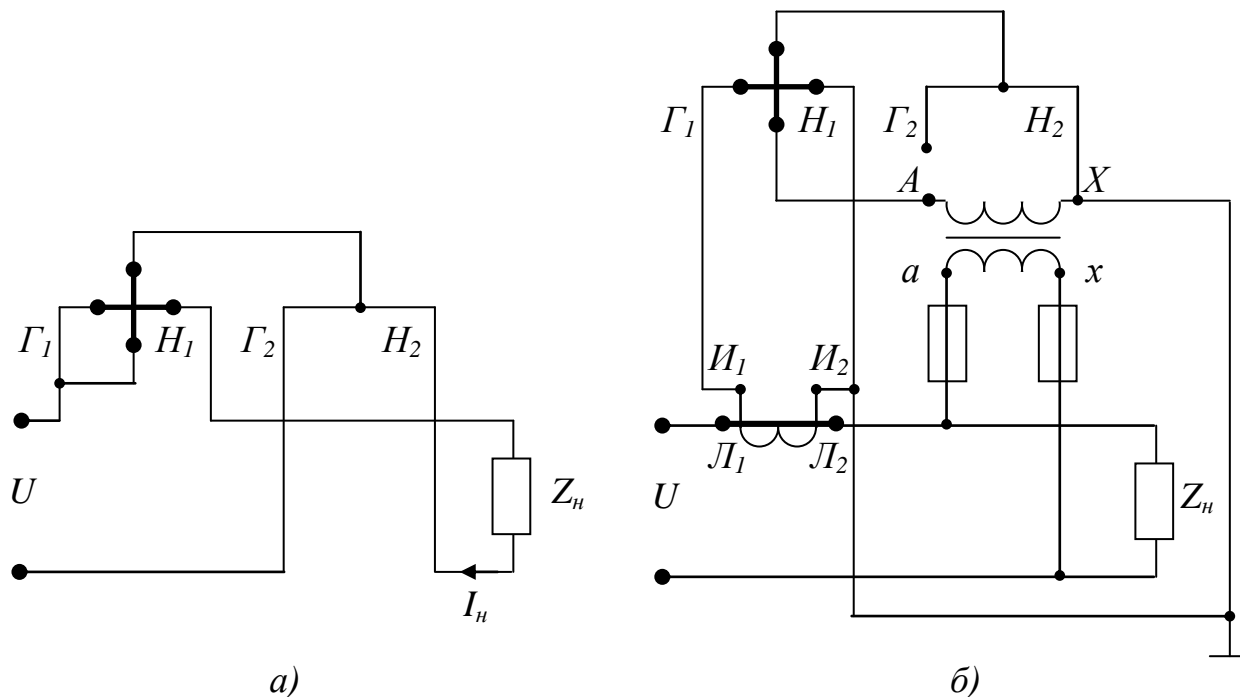 Г₁
Н₁
Г₂
Н₂
U
Zн
Iн
а)
Г₁
Н₁
Г₂
Н₂
А
Х
а
х
И₁
И₂
Л₁
Л₂
U
Zн
б)